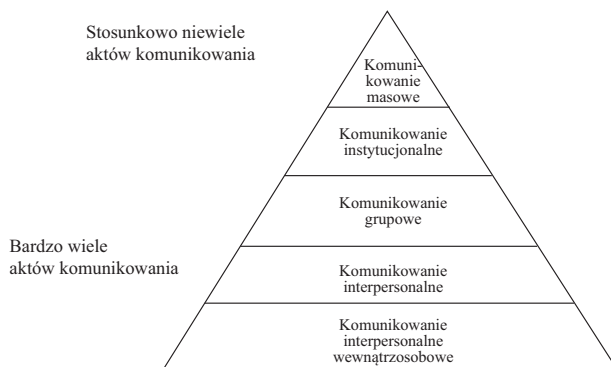 Stosunkowo niewiele
aktów komunikowania
Komuni-
kowanie
masowe
Komunikowanie
instytucjonalne
Komunikowanie
grupowe
Bardzo wiele
aktów komunikowania
Komunikowanie
interpersonalne
Komunikowanie
interpersonalne
wewnątrzosobowe